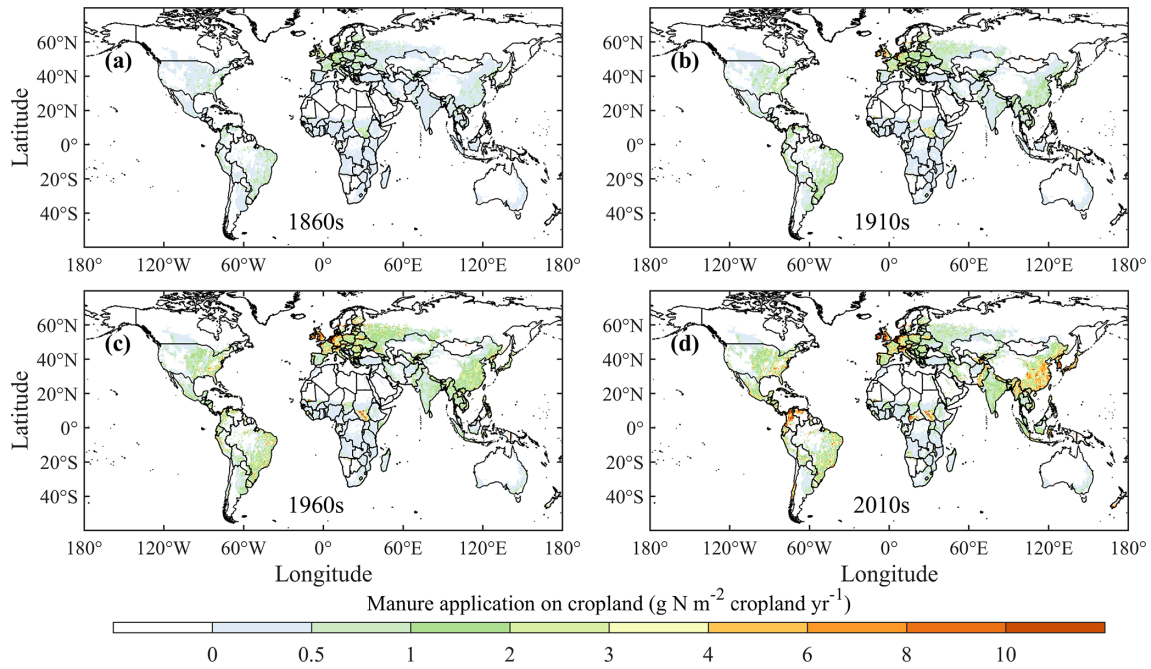 60°N
40°N
20°N
0°
20°S
40°S
Latitude
(a)
1860s
180°
120°W
60°W
0°
60°E
120°E
180°
60°N
40°N
20°N
0°
20°S
40°S
(b)
1910s
180°
120°W
60°W
0°
60°E
120°E
180°
60°N
40°N
20°N
0°
20°S
40°S
Latitude
(c)
1960s
180°
120°W
60°W
0°
60°E
120°E
180°
Longitude
60°N
40°N
20°N
0°
20°S
40°S
(d)
2010s
180°
120°W
60°W
0°
60°E
120°E
180°
Longitude
Manure application on cropland (g N m⁻² cropland yr⁻¹)
0 0.5 1 2 3 4 6 8 10